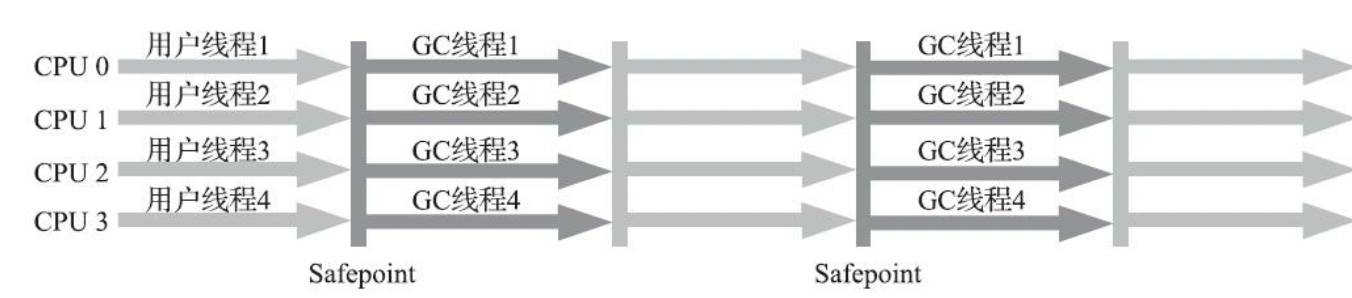 用户线程1 GC线程1 GC线程1
CPU 0
用户线程2 GC线程2 GC线程2
CPU 1
用户线程3 GC线程3 GC线程3
CPU 2
用户线程4 GC线程4 GC线程4
CPU 3
Safepoint Safepoint